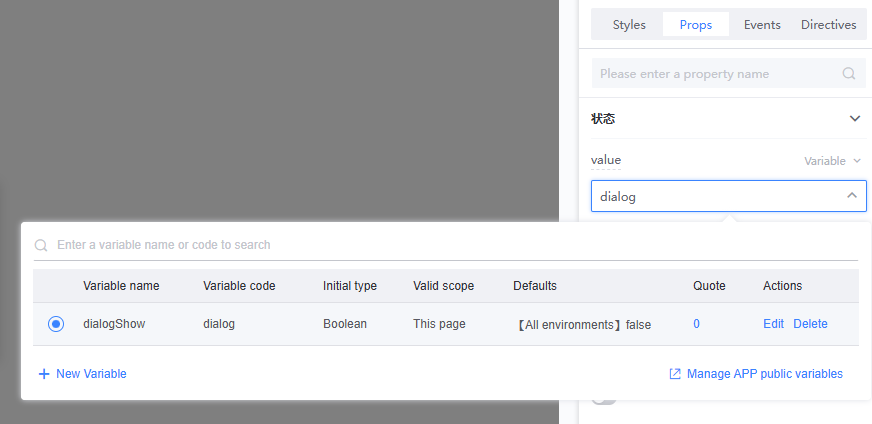 Styles Props Events Directives
Please enter a property name
状态
value Variable
dialog
Enter a variable name or code to search
Variable name Variable code Initial type Valid scope Defaults Quote Actions
dialogShow dialog Boolean This page 【All environments】false 0 Edit Delete
New Variable Manage APP public variables